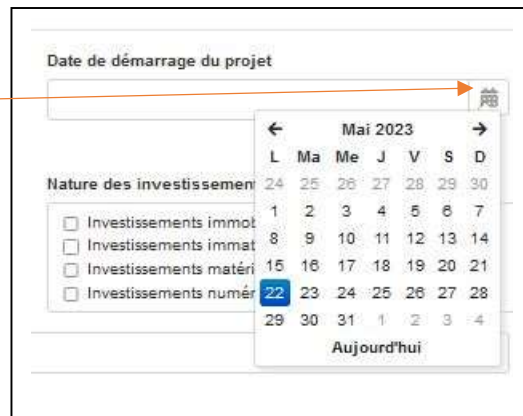 Date de démarrage du projet
← Mai 2023 →
L Ma Me J V S D
24 25 26 27 28 29 30
1 2 3 4 5 6 7
8 9 10 11 12 13 14
15 16 17 18 19 20 21
22 23 24 25 26 27 28
29 30 31 1 2 3 4
Aujourd'hui
Nature des investissemen
Investissements immob
Investissements immat
Investissements matéri
Investissements numér